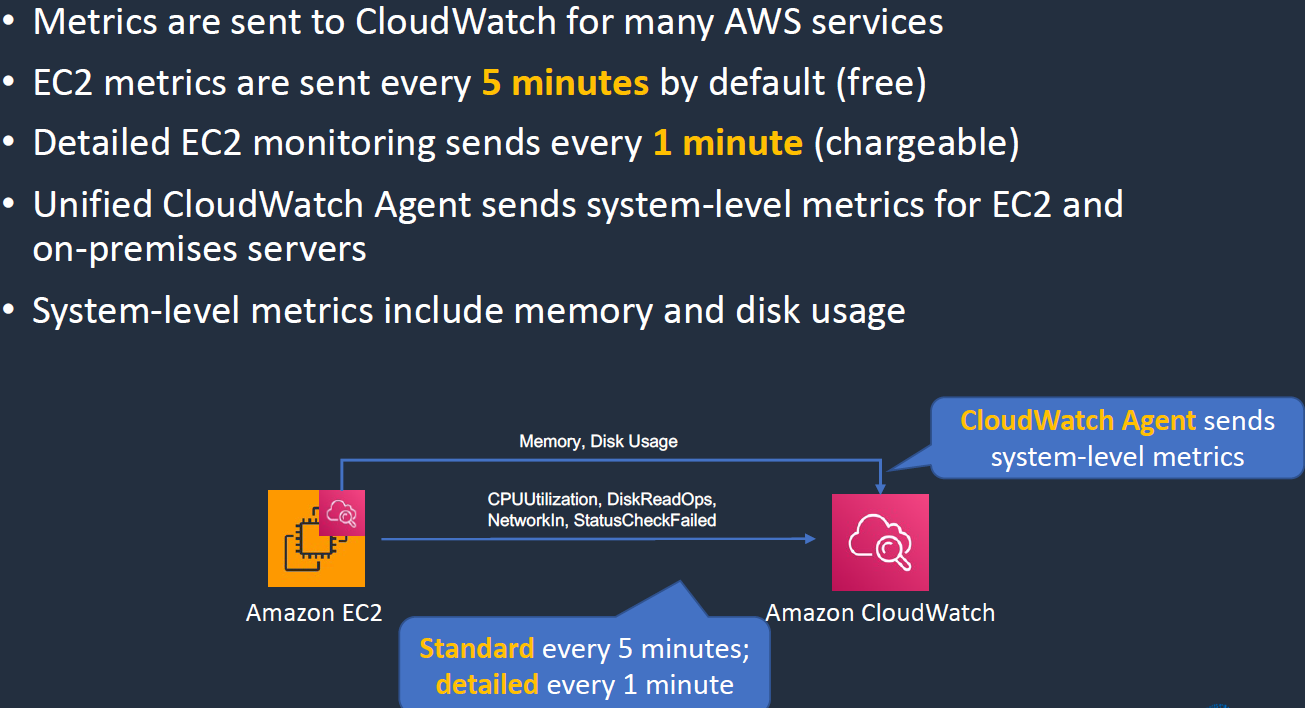 • Metrics are sent to CloudWatch for many AWS services
• EC2 metrics are sent every 5 minutes by default (free)
• Detailed EC2 monitoring sends every 1 minute (chargeable)
• Unified CloudWatch Agent sends system-level metrics for EC2 and
on-premises servers
• System-level metrics include memory and disk usage
CloudWatch Agent sends
system-level metrics
Memory, Disk Usage
CPUUtilization, DiskReadOps,
NetworkIn, StatusCheckFailed
Amazon EC2
Amazon CloudWatch
Standard every 5 minutes;
detailed every 1 minute